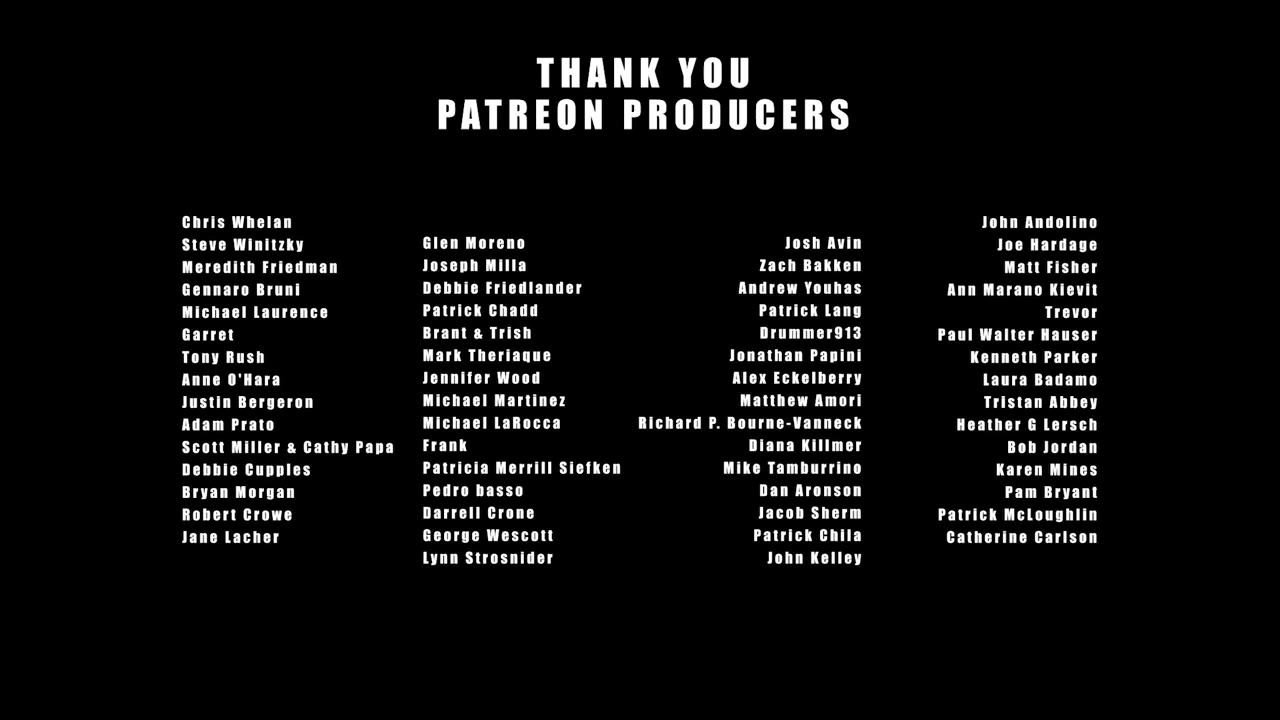 THANK YOU
PATREON PRODUCERS
Chris Whelan
Steve Winitzky
Meredith Friedman
Gennaro Bruni
Michael Laurence
Garret
Tony Rush
Anne O'Hara
Justin Bergeron
Adam Prato
Scott Miller & Cathy Papa
Debbie Cupples
Bryan Morgan
Robert Crowe
Jane Lacher
Glen Moreno
Joseph Milla
Debbie Friedlander
Patrick Chadd
Brant & Trish
Mark Theriaque
Jennifer Wood
Michael Martinez
Michael LaRocca
Frank
Patricia Merrill Siefken
Pedro basso
Darrell Crone
George Wescott
Lynn Strosnider
Josh Avin
Zach Bakken
Andrew Youhas
Patrick Lang
Drummer913
Jonathan Papini
Alex Eckelberry
Matthew Amori
Richard P. Bourne-Vanneck
Diana Killmer
Mike Tamburrino
Dan Aronson
Jacob Sherm
Patrick Chila
John Kelley
John Andolino
Joe Hardage
Matt Fisher
Ann Marano Kievit
Trevor
Paul Walter Hauser
Kenneth Parker
Laura Badamo
Tristan Abbey
Heather G Lersch
Bob Jordan
Karen Mines
Pam Bryant
Patrick McLoughlin
Catherine Carlson